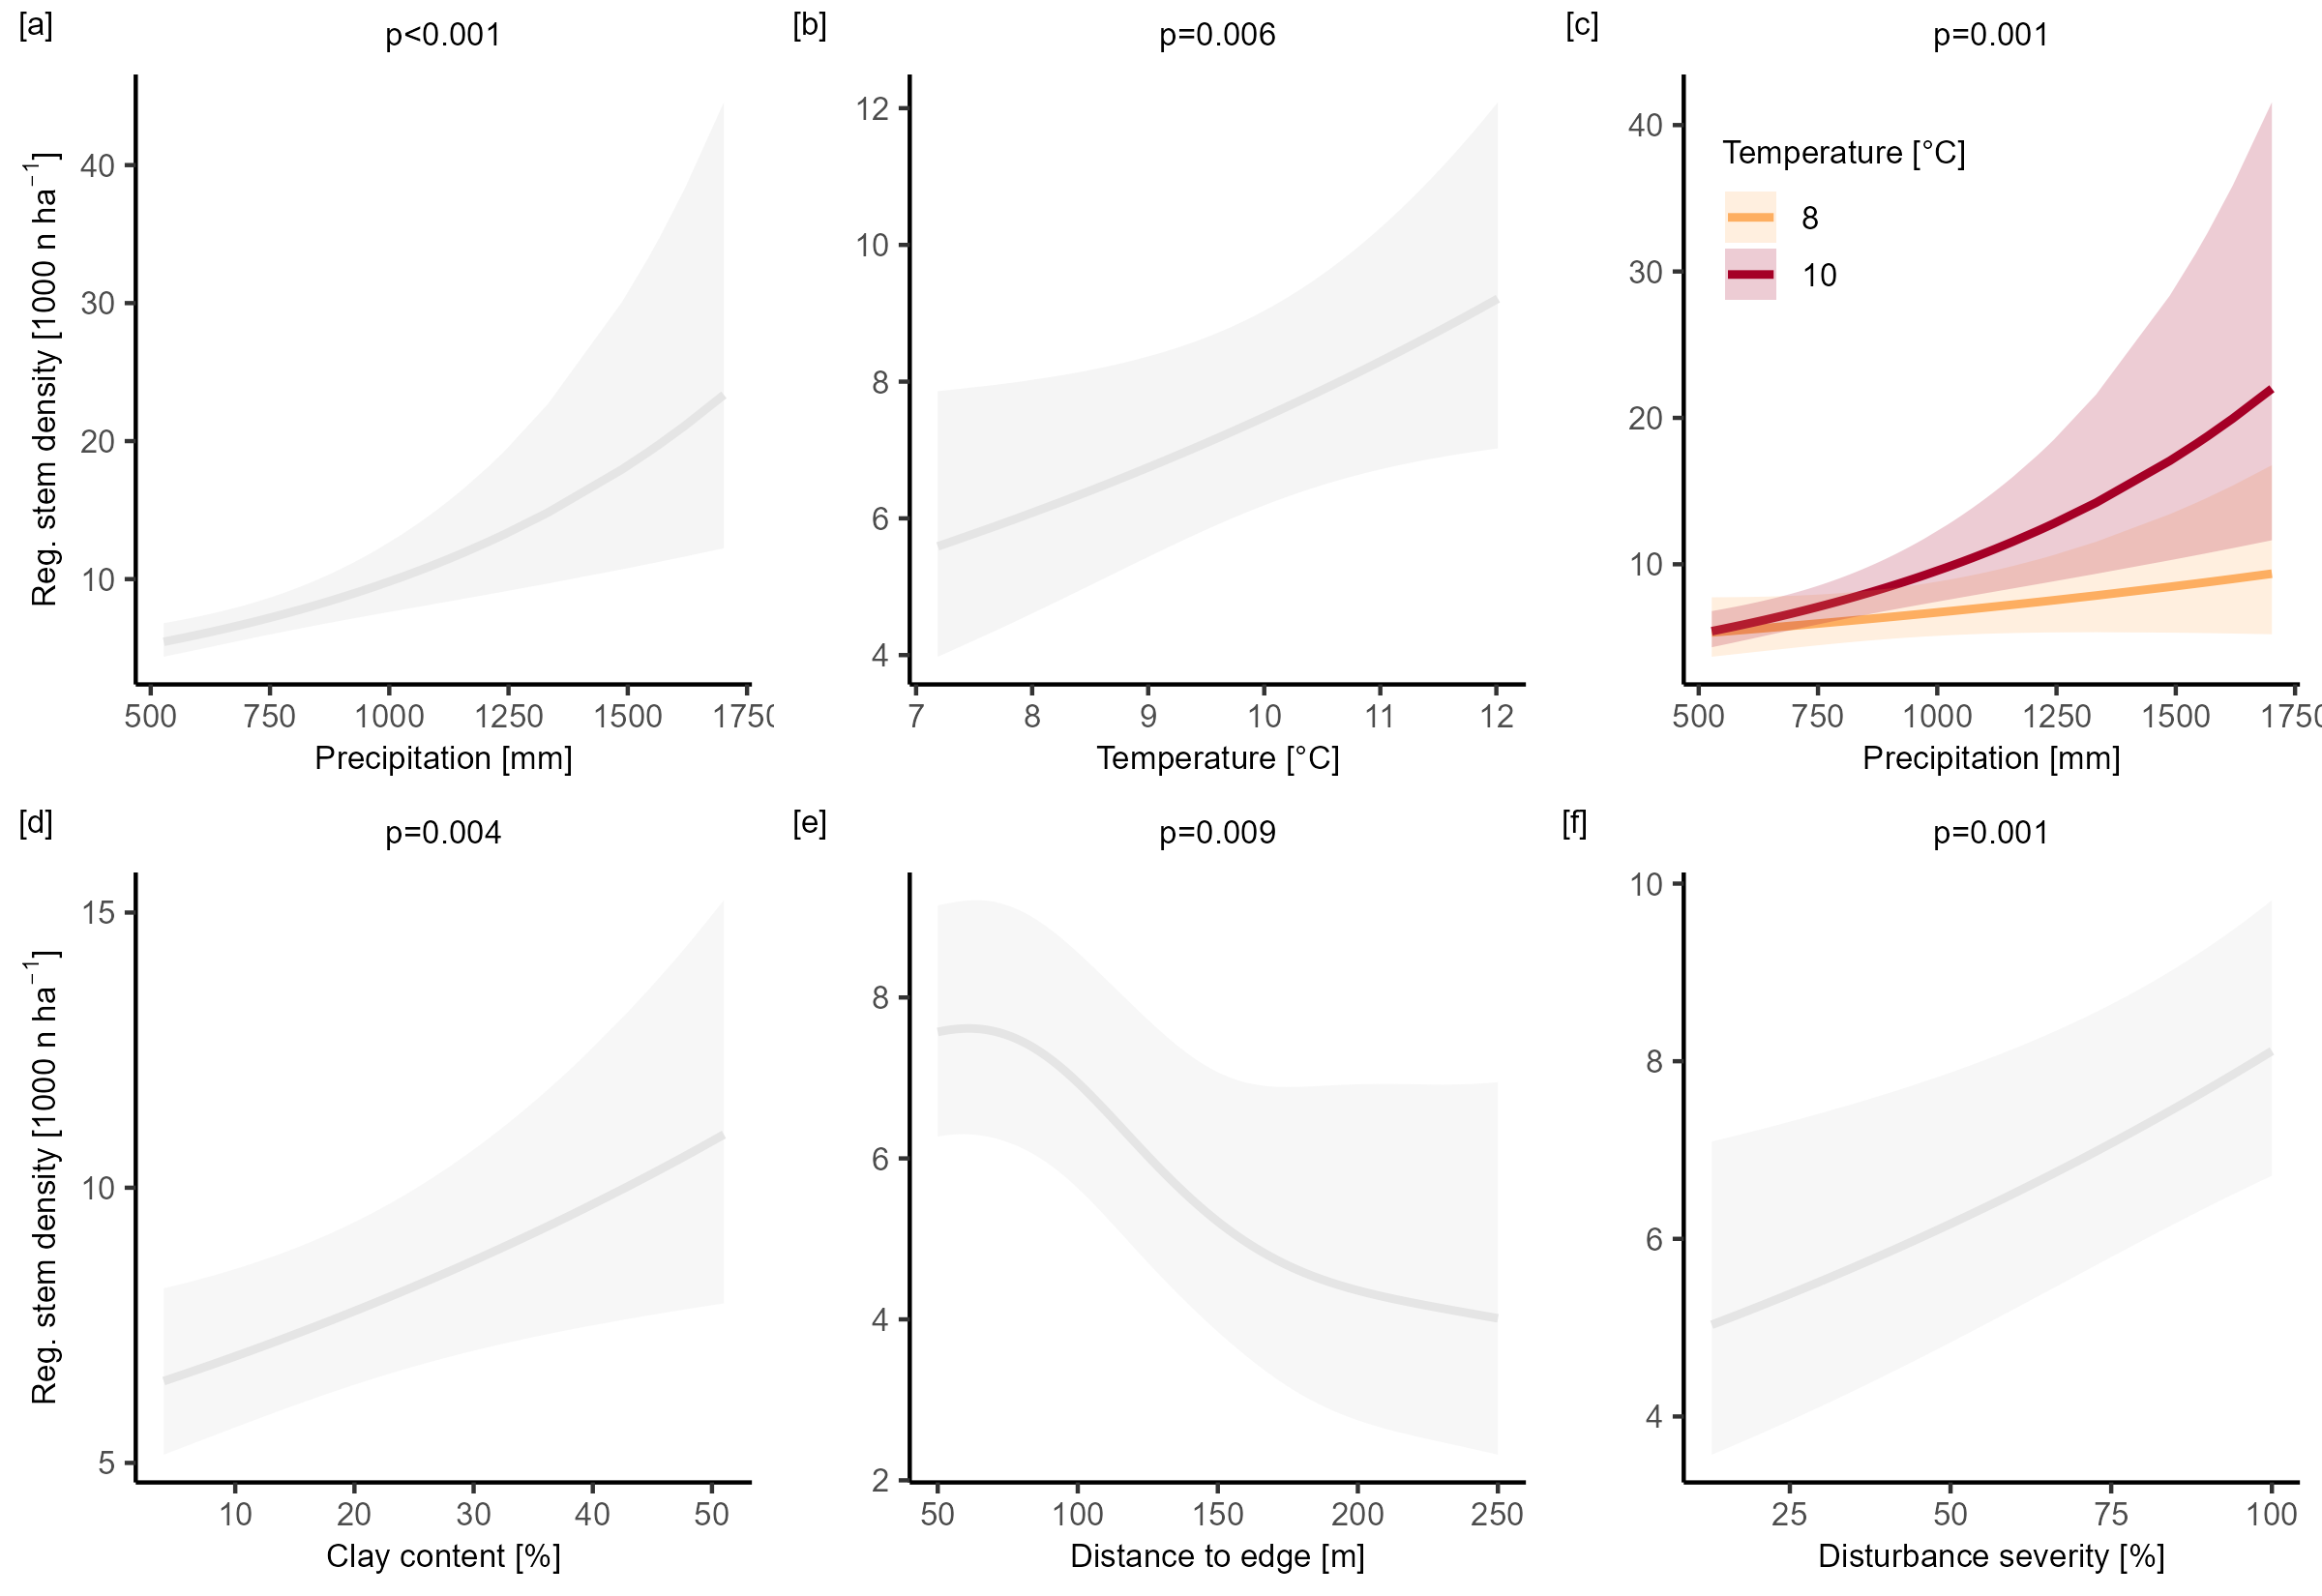 [a]
p<0.001
Reg. stem density [1000 n ha⁻¹]
40
30
20
10
500 750 1000 1250 1500 1750
Precipitation [mm]
[b]
p=0.006
12
10
8
6
4
7 8 9 10 11 12
Temperature [°C]
[c]
p=0.001
40
30
20
10
Temperature [°C]
8
10
500 750 1000 1250 1500 1750
Precipitation [mm]
[d]
p=0.004
Reg. stem density [1000 n ha⁻¹]
15
10
5
10 20 30 40 50
Clay content [%]
[e]
p=0.009
8
6
4
2
50 100 150 200 250
Distance to edge [m]
[f]
p=0.001
10
8
6
4
25 50 75 100
Disturbance severity [%]